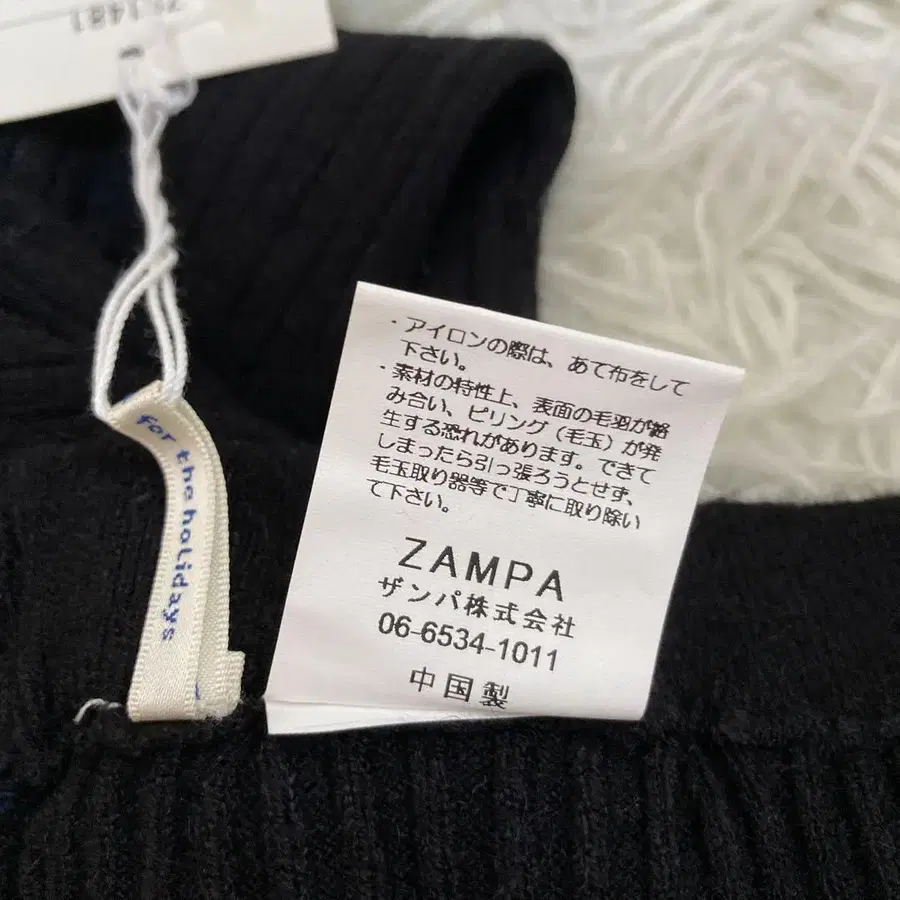 ・アイロンの際は、あて布をして
下さい。
・素材の特性上、表面の毛羽が絡
み合い、ピリング（毛玉）が発
生する恐れがあります。できて
しまったら引っ張ろうとせず、
毛玉取り器等で丁寧に取り除い
て下さい。
ZAMPA
ザンパ株式会社
06-6534-1011
中国製
for the holidays